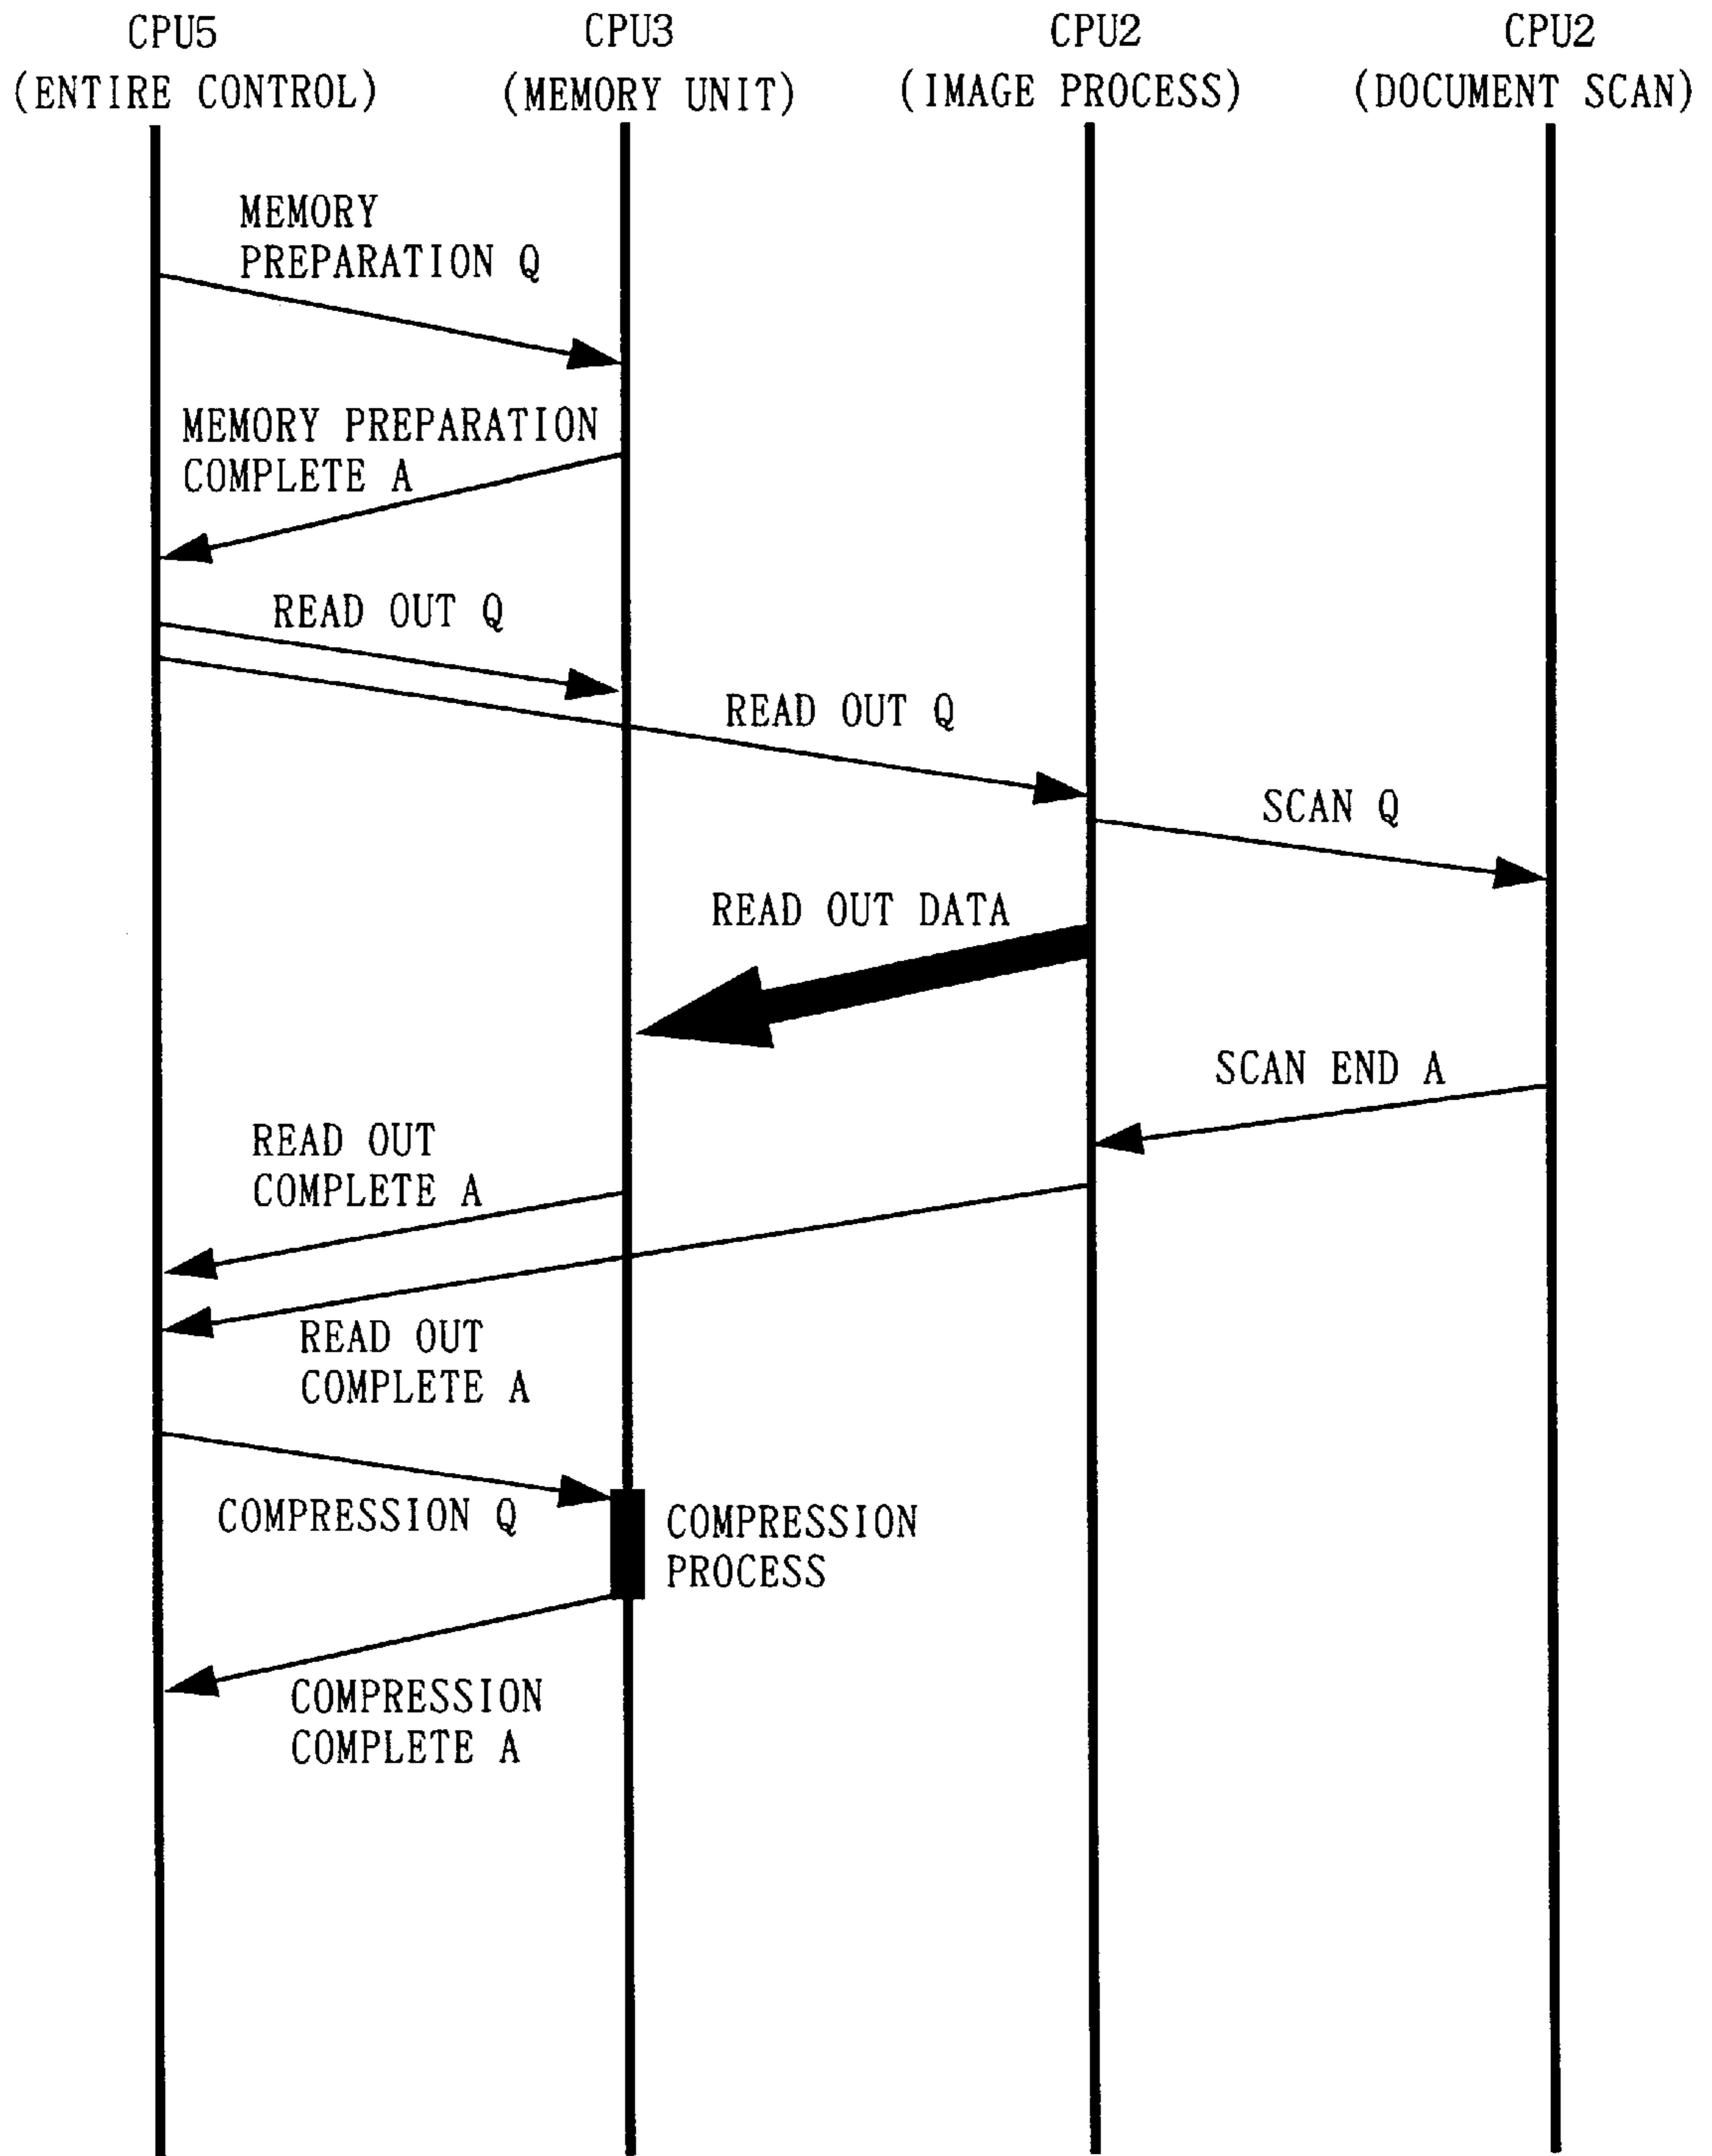 CPU5 CPU3 CPU2 CPU2
(ENTIRE CONTROL) (MEMORY UNIT) (IMAGE PROCESS) (DOCUMENT SCAN)
MEMORY
PREPARATION Q
MEMORY PREPARATION
COMPLETE A
READ OUT Q
READ OUT Q
SCAN Q
READ OUT DATA
SCAN END A
READ OUT
COMPLETE A
READ OUT
COMPLETE A
COMPRESSION Q
COMPRESSION
PROCESS
COMPRESSION
COMPLETE A